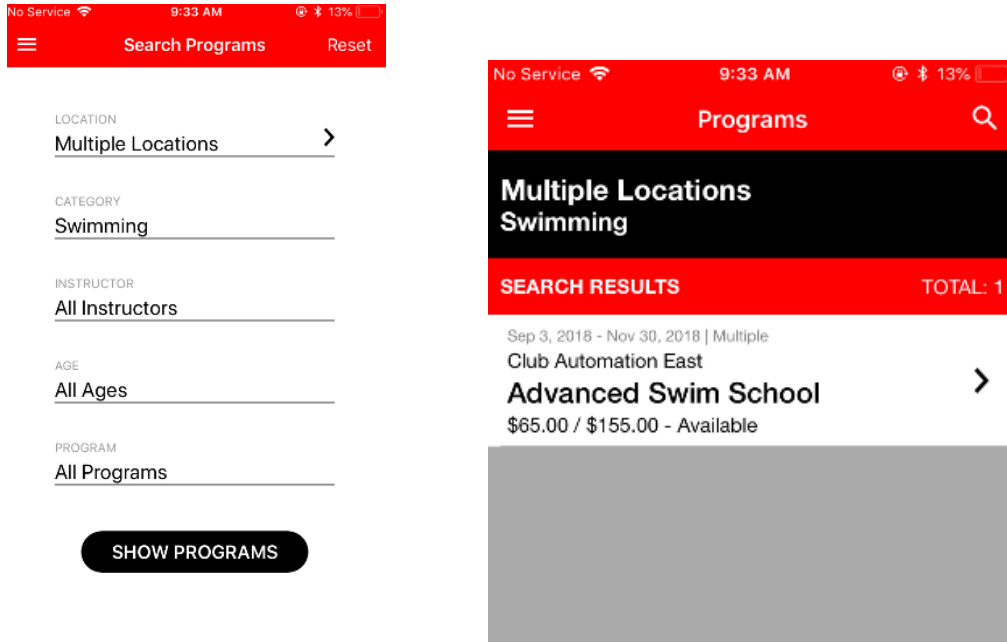 No Service 9:33 AM 13%
Search Programs Reset
LOCATION
Multiple Locations
CATEGORY
Swimming
INSTRUCTOR
All Instructors
AGE
All Ages
PROGRAM
All Programs
SHOW PROGRAMS
No Service 9:33 AM 13%
Programs
Multiple Locations
Swimming
SEARCH RESULTS TOTAL: 1
Sep 3, 2018 - Nov 30, 2018 | Multiple
Club Automation East
Advanced Swim School
$65.00 / $155.00 - Available